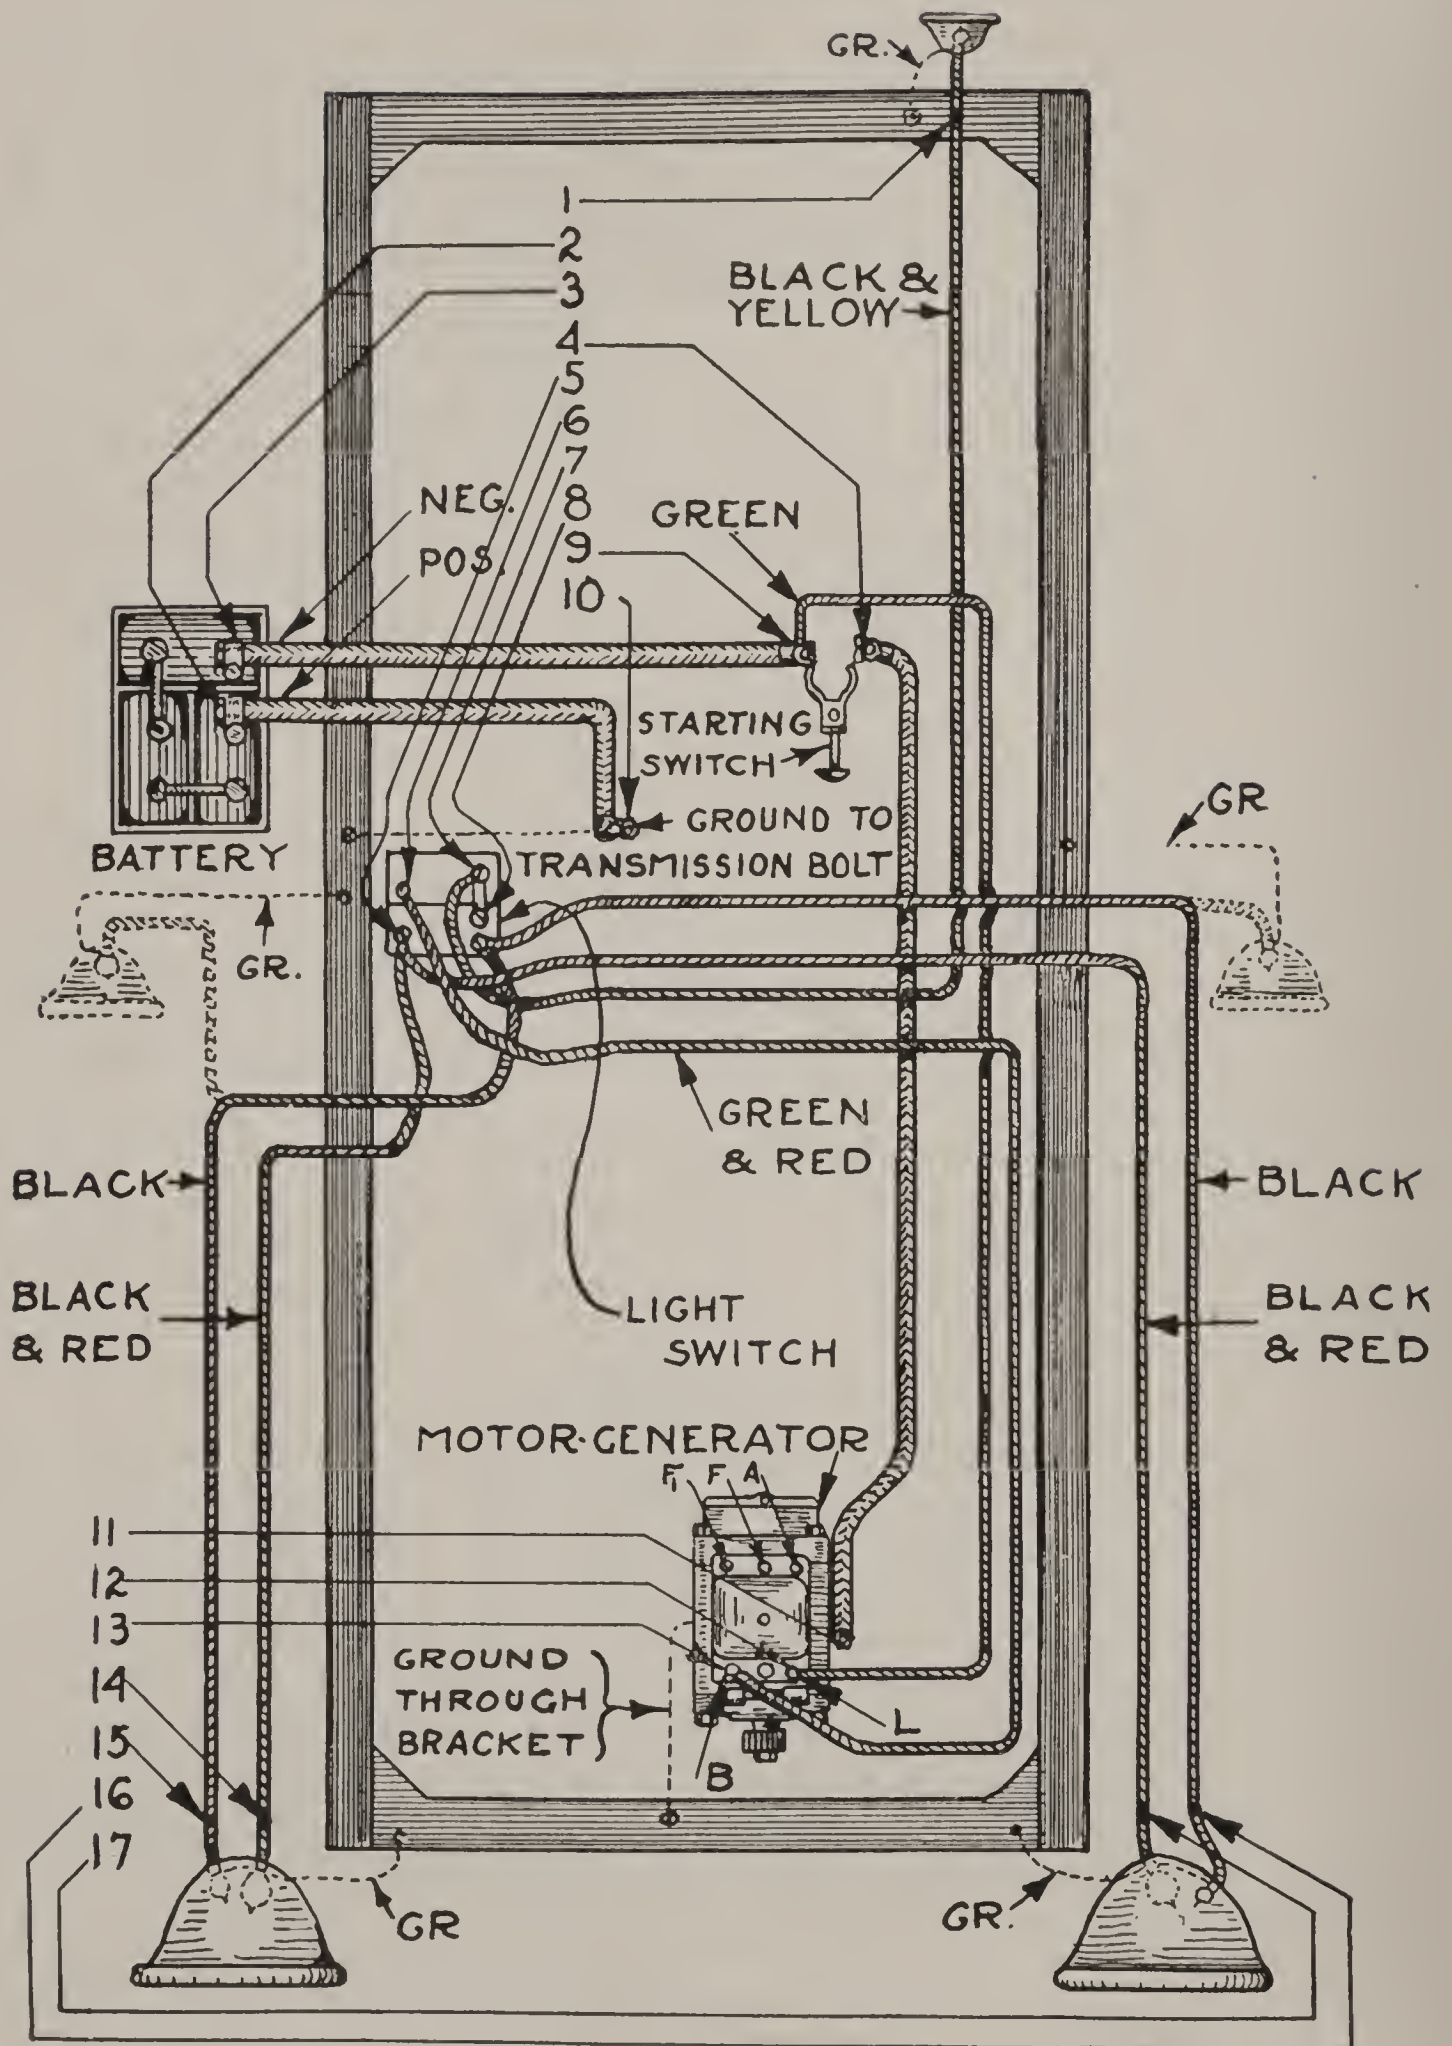 GR.
1
2
3
4
5
6
7
8
9
10
BLACK &
YELLOW
NEG.
POS.
GREEN
STARTING
SWITCH
GROUND TO
TRANSMISSION BOLT
BATTERY
GR
GR.
GREEN
& RED
BLACK
BLACK
BLACK
& RED
BLACK
& RED
LIGHT
SWITCH
MOTOR-GENERATOR
F1 F A
11
12
13
14
15
16
17
GROUND
THROUGH
BRACKET
L
B
GR
GR.